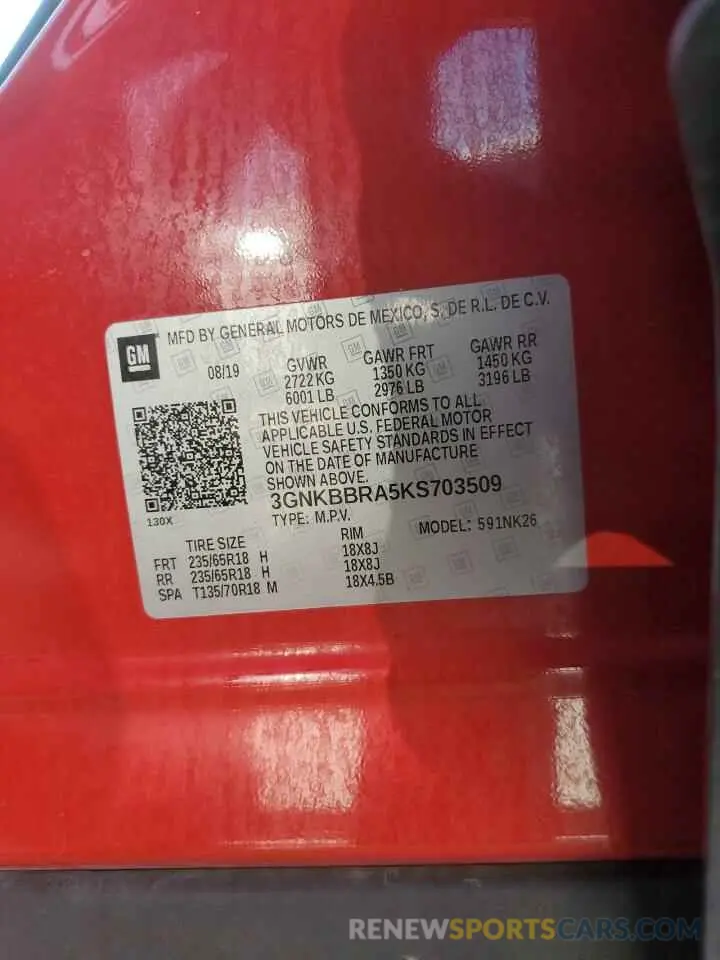 MFD BY GENERAL MOTORS DE MEXICO, S. DE R.L. DE C.V.
GM
08/19
GVWR GAWR FRT GAWR RR
2722 KG 1350 KG 1450 KG
6001 LB 2976 LB 3196 LB
THIS VEHICLE CONFORMS TO ALL
APPLICABLE U.S. FEDERAL MOTOR
VEHICLE SAFETY STANDARDS IN EFFECT
ON THE DATE OF MANUFACTURE
SHOWN ABOVE.
3GNKBBRA5KS703509
130X
TYPE: M.P.V. MODEL: 591NK26
TIRE SIZE RIM
FRT 235/65R18 H 18X8J
RR 235/65R18 H 18X8J
SPA T135/70R18 M 18X4.5B
RENEWSPORTSCARS.COM